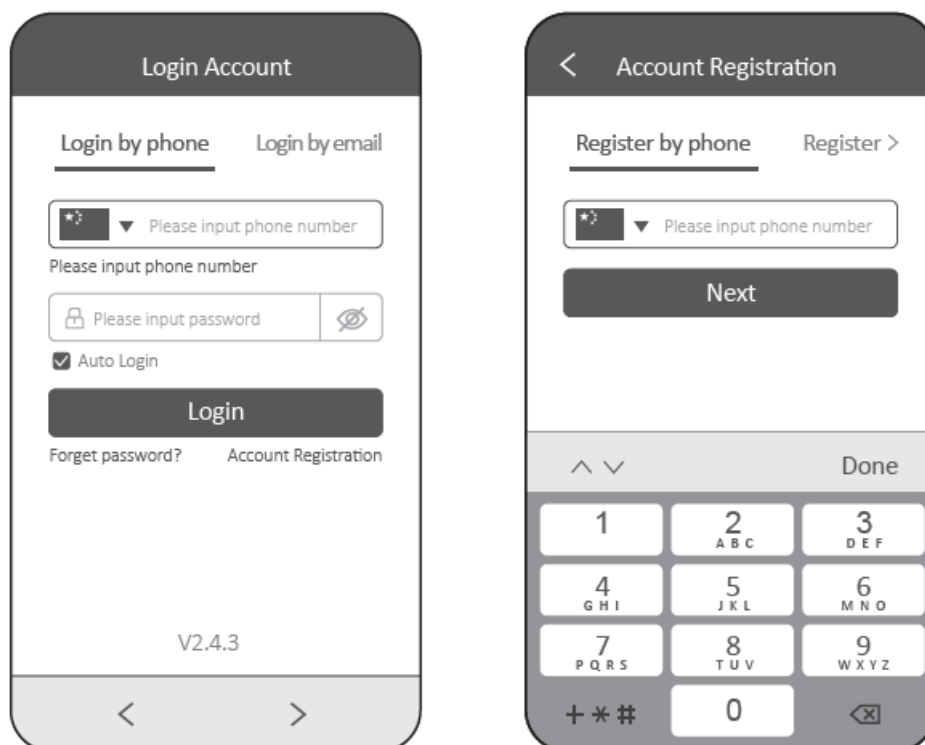 Login Account
Login by phone
Login by email
Please input phone number
Please input phone number
Please input password
Auto Login
Login
Forget password?
Account Registration
V2.4.3
Account Registration
Register by phone
Register >
Please input phone number
Next
Done
1
2
ABC
3
DEF
4
GHI
5
JKL
6
MNO
7
PQRS
8
TUV
9
WXYZ
+*#
0